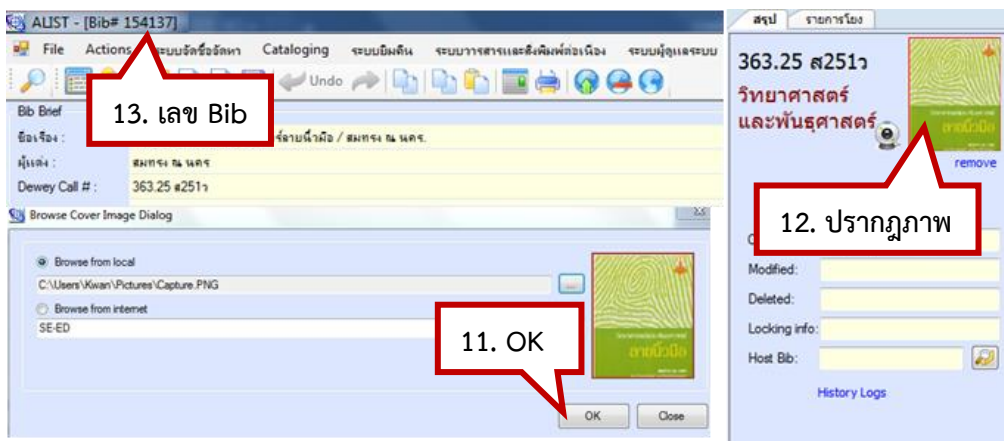 ALIST - [Bib# 154137]
File Actions ระบบจัดซื้อจัดหา Cataloging ระบบยืมคืน ระบบวารสารและสิ่งพิมพ์ต่อเนื่อง ระบบผู้ดูแลระบบ
Undo
13. เลข Bib
Bib Brief
ชื่อเรื่อง : ลายนิ้วมือ / สมทรง ณ นคร.
ผู้แต่ง : สมทรง ณ นคร
Dewey Call # : 363.25 ส251ว
Browse Cover Image Dialog
Browse from local
C:\Users\Kwan\Pictures\Capture.PNG
...
Browse from internet
SE-ED
ลายนิ้วมือ
11. OK
OK Close
สรุป รายการโยง
363.25 ส251ว
วิทยาศาสตร์
และพันธุศาสตร์
ลายนิ้วมือ
remove
12. ปรากฎภาพ
Modified:
Deleted:
Locking info:
Host Bib:
History Logs